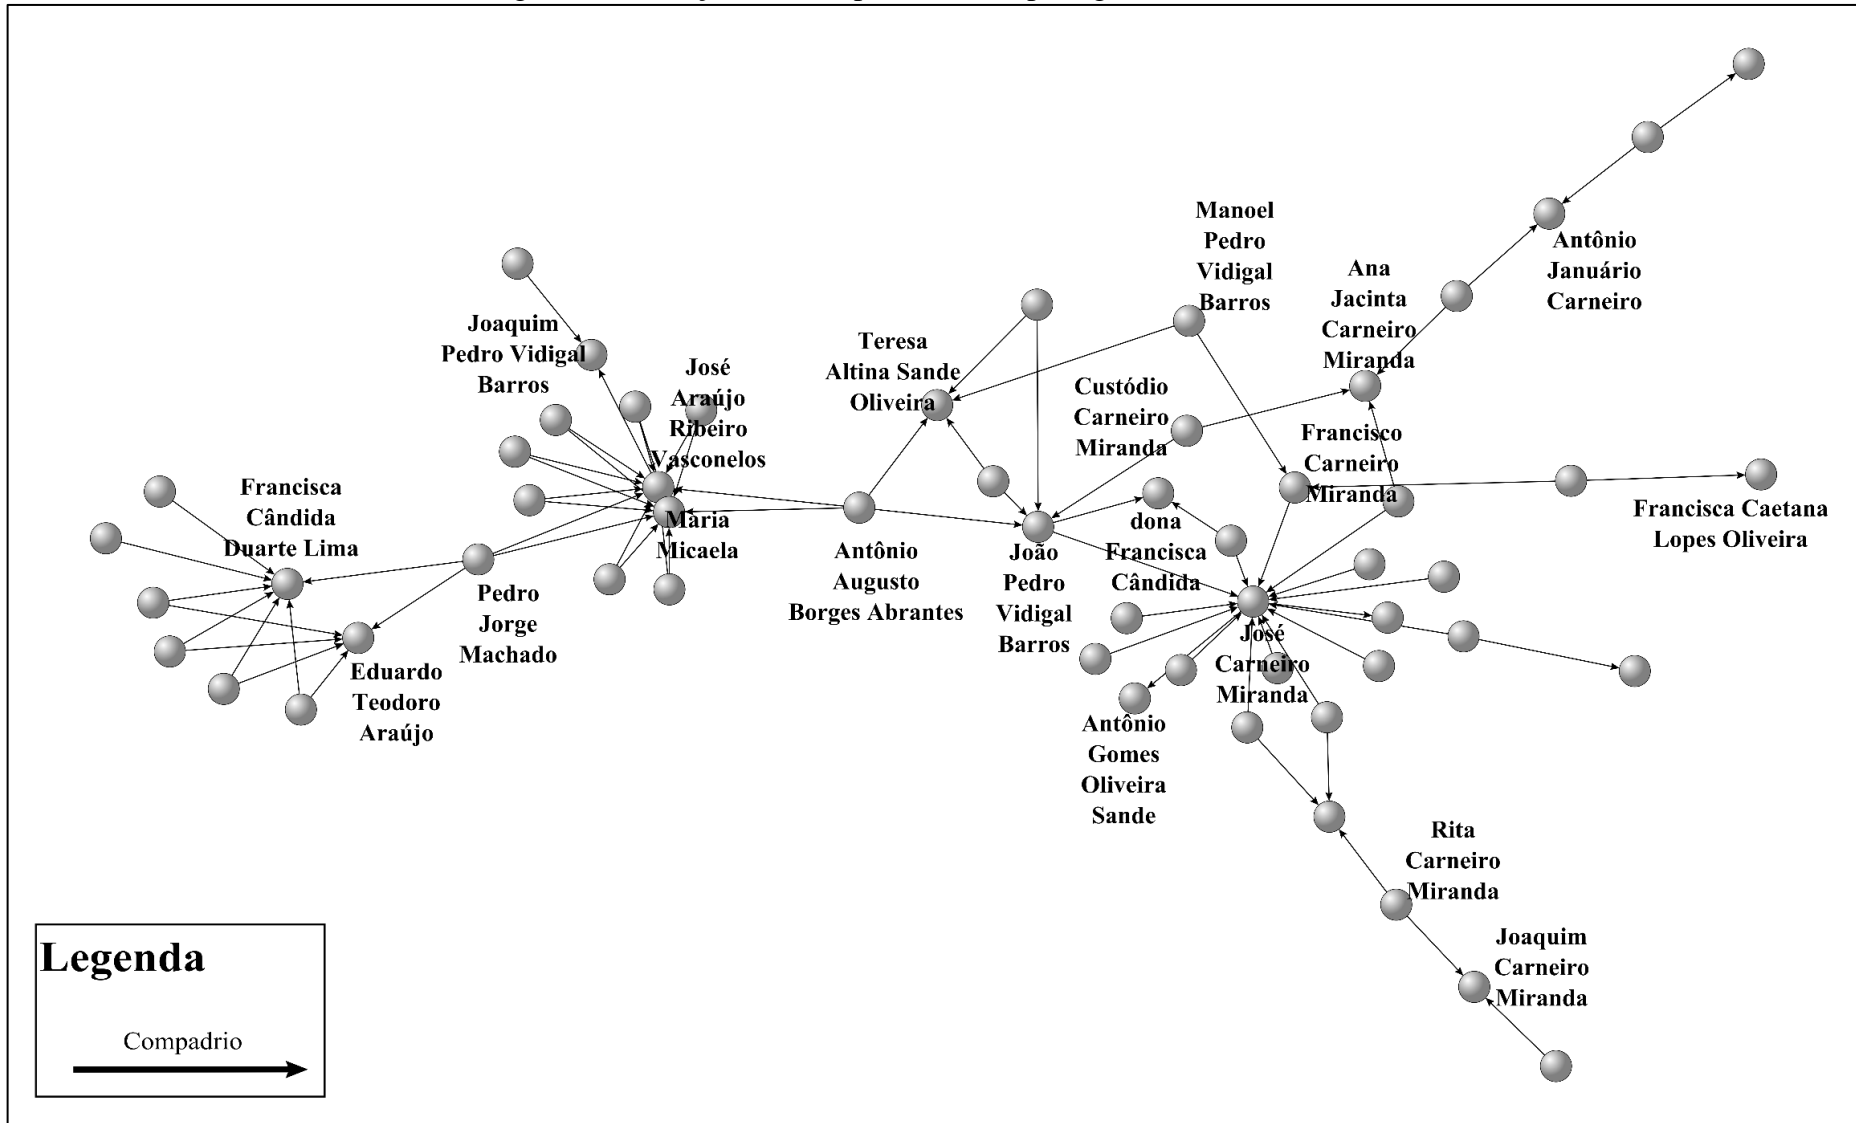 Manoel
Pedro
Vidigal
Barros
Antônio
Januário
Carneiro
Ana
Jacinta
Carneiro
Miranda
Joaquim
Pedro Vidigal
Barros
José
Araújo
Ribeiro
Vasconelos
Teresa
Altina Sande
Oliveira
Custódio
Carneiro
Miranda
Francisco
Carneiro
Miranda
Francisca
Cândida
Duarte Lima
Maria
Micaela
Francisca Caetana
Lopes Oliveira
dona
Francisca
Cândida
Antônio
Augusto
Borges Abrantes
João
Pedro
Vidigal
Barros
Pedro
Jorge
Machado
José
Carneiro
Miranda
Eduardo
Teodoro
Araújo
Antônio
Gomes
Oliveira
Sande
Rita
Carneiro
Miranda
Joaquim
Carneiro
Miranda
Legenda
Compadrio